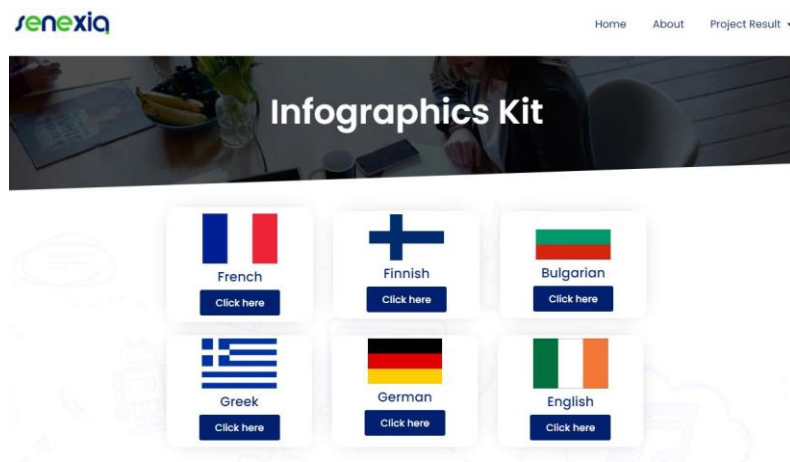 senexiq
Home About Project Result
Infographics Kit
French Finnish Bulgarian
Click here Click here Click here
Greek German English
Click here Click here Click here